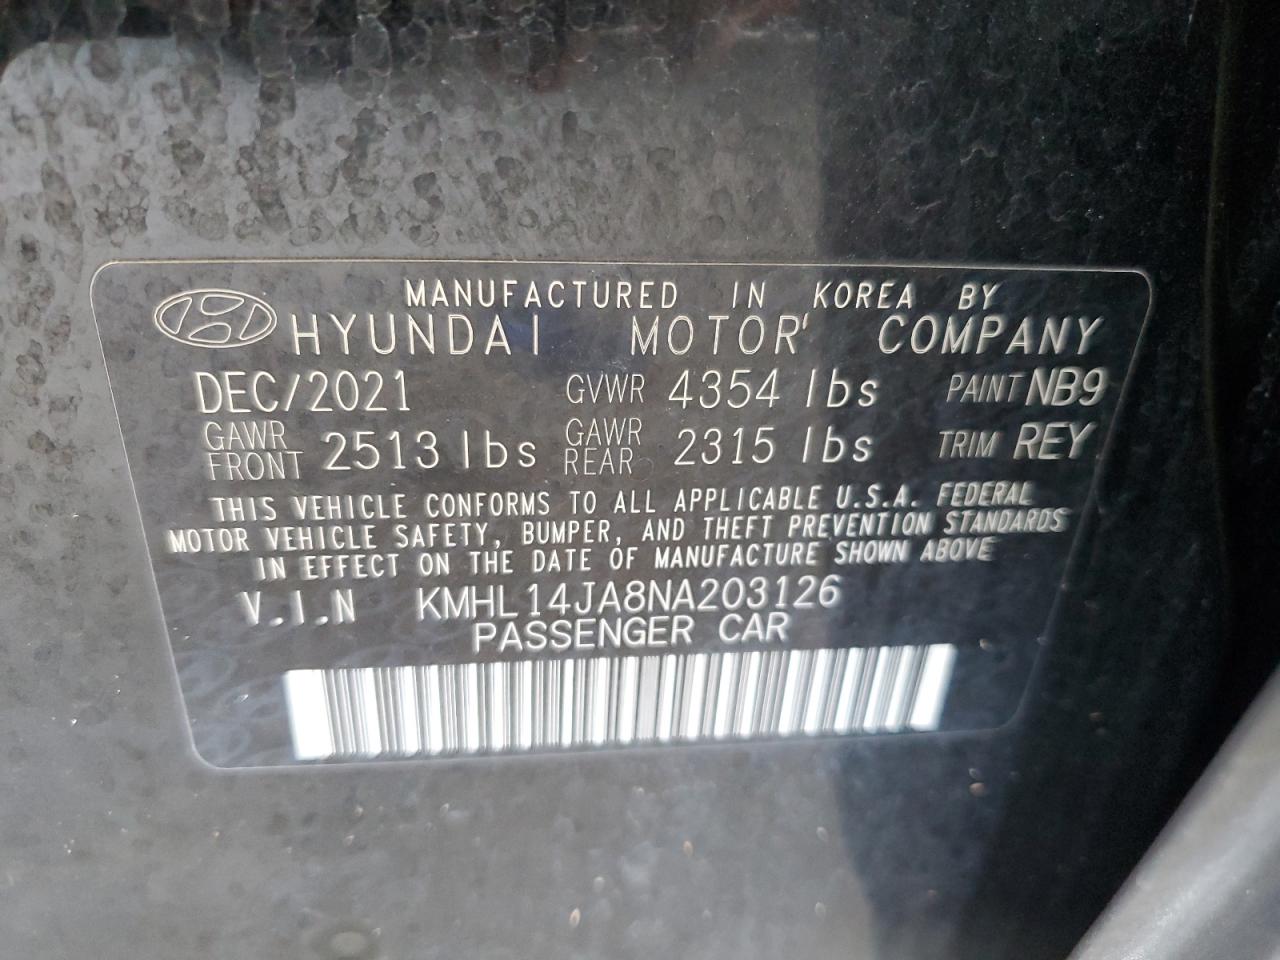 MANUFACTURED IN KOREA BY
HYUNDAI MOTOR COMPANY
DEC/2021 GVWR 4354 lbs PAINT NB9
GAWR FRONT 2513 lbs GAWR REAR 2315 lbs TRIM REY
THIS VEHICLE CONFORMS TO ALL APPLICABLE U.S.A. FEDERAL
MOTOR VEHICLE SAFETY, BUMPER, AND THEFT PREVENTION STANDARDS
IN EFFECT ON THE DATE OF MANUFACTURE SHOWN ABOVE
V.I.N KMHL14JA8NA203126
PASSENGER CAR